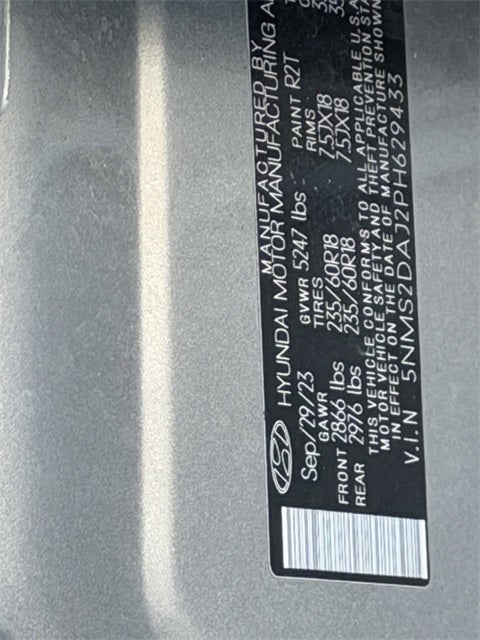 MANUFACTURED BY
HYUNDAI MOTOR MANUFACTURING A
Sep/29/23 GVWR 5247 lbs PAINT R2T
GAWR TIRES RIMS
FRONT 2866 lbs 235/60R18 7.5JX18
REAR 2976 lbs 235/60R18 7.5JX18
THIS VEHICLE CONFORMS TO ALL APPLICABLE U.S.A
MOTOR VEHICLE SAFETY AND THEFT PREVENTION STA
IN EFFECT ON THE DATE OF MANUFACTURE SHOWN
V.I.N 5NMS2DAJ2PH629433